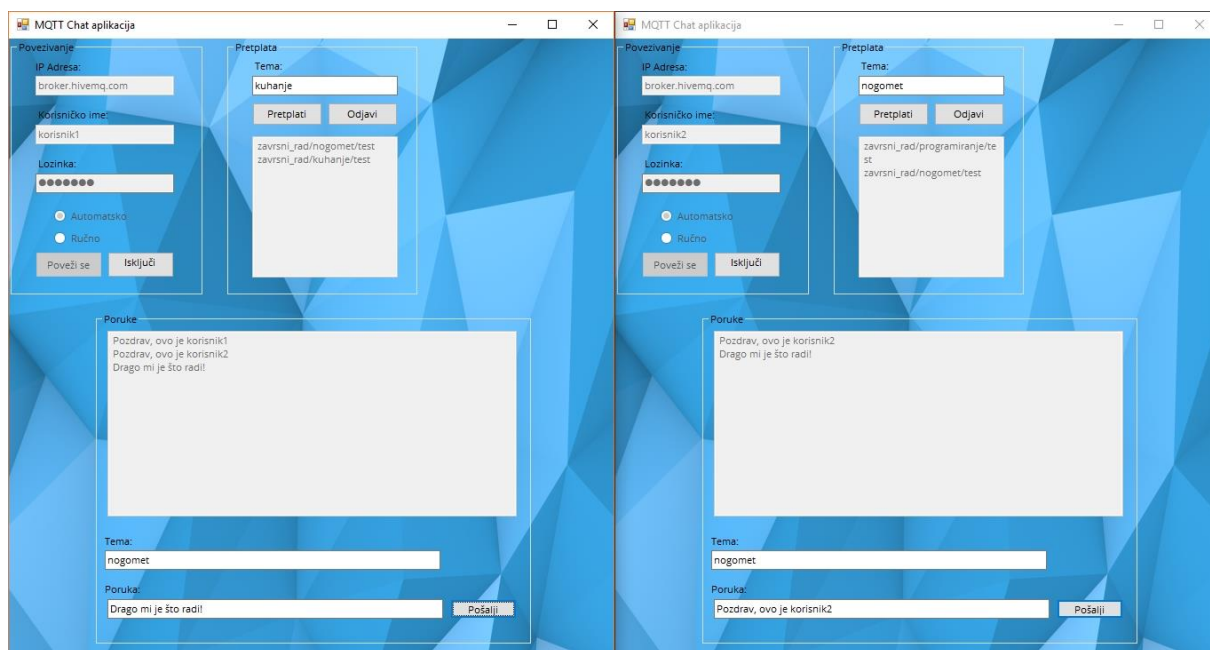 MQTT Chat aplikacija
Povezivanje
IP Adresa:
broker.hivemq.com
Korisničko ime:
korisnik1
Lozinka:
●●●●●●●
Automatsko
Ručno
Poveži se
Isključi
Pretplata
Tema:
kuhanje
Pretplati
Odjavi
zavrsni_rad/nogomet/test
zavrsni_rad/kuhanje/test
Poruke
Pozdrav, ovo je korisnik1
Pozdrav, ovo je korisnik2
Drago mi je što radi!
Tema:
nogomet
Poruka:
Drago mi je što radi!
Pošalji
MQTT Chat aplikacija
Povezivanje
IP Adresa:
broker.hivemq.com
Korisničko ime:
korisnik2
Lozinka:
●●●●●●●
Automatsko
Ručno
Poveži se
Isključi
Pretplata
Tema:
nogomet
Pretplati
Odjavi
zavrsni_rad/programiranje/te
st
zavrsni_rad/nogomet/test
Poruke
Pozdrav, ovo je korisnik2
Drago mi je što radi!
Tema:
nogomet
Poruka:
Pozdrav, ovo je korisnik2
Pošalji